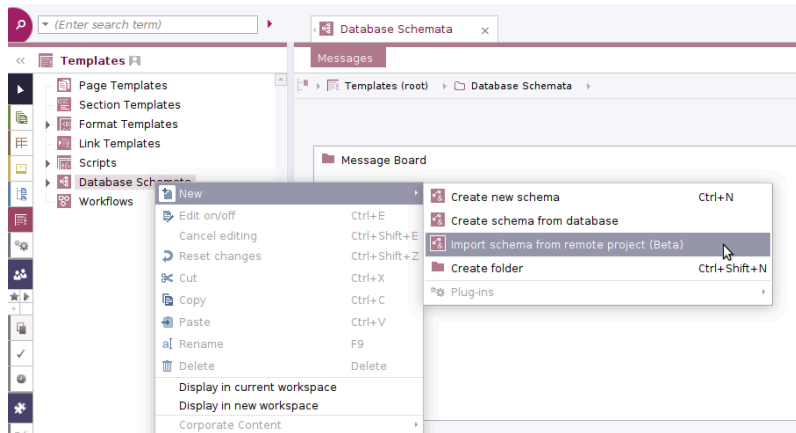 (Enter search term)
Database Schemata
x
Templates
Messages
Templates (root)
Database Schemata
Page Templates
Section Templates
Format Templates
Link Templates
Scripts
Database Schemata
Workflows
Message Board
New
Edit on/off Ctrl+E
Cancel editing Ctrl+Shift+E
Reset changes Ctrl+Shift+Z
Cut Ctrl+X
Copy Ctrl+C
Paste Ctrl+V
Rename F9
Delete Delete
Display in current workspace
Display in new workspace
Corporate Content
Create new schema Ctrl+N
Create schema from database
Import schema from remote project (Beta)
Create folder Ctrl+Shift+N
Plug-ins